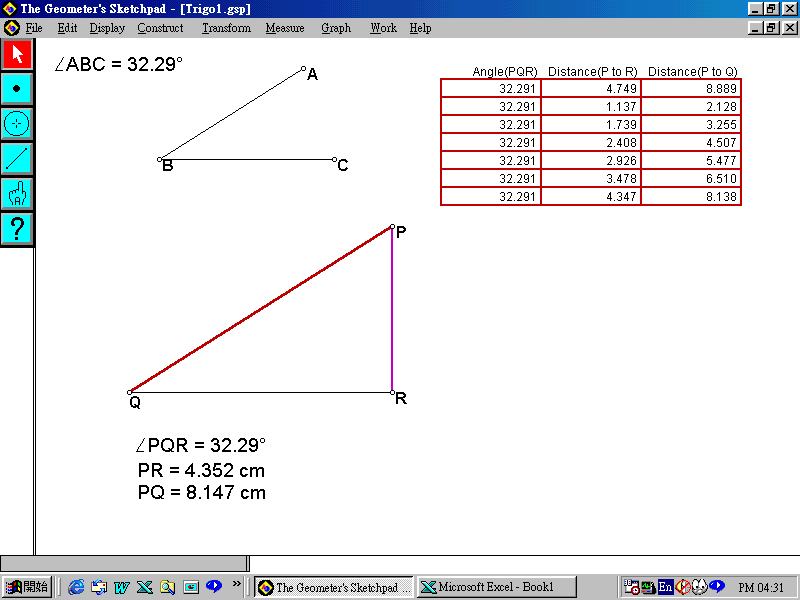 The Geometer's Sketchpad - [Trigo1.gsp]
File Edit Display Construct Transform Measure Graph Work Help
∠ABC = 32.29°
A
B
C
Angle(PQR) Distance(P to R) Distance(P to Q)
32.291 4.749 8.889
32.291 1.137 2.128
32.291 1.739 3.255
32.291 2.408 4.507
32.291 2.926 5.477
32.291 3.478 6.510
32.291 4.347 8.138
A
?
P
Q
R
∠PQR = 32.29°
PR = 4.352 cm
PQ = 8.147 cm
開始
The Geometer's Sketchpad ...
Microsoft Excel - Book1
En
PM 04:31